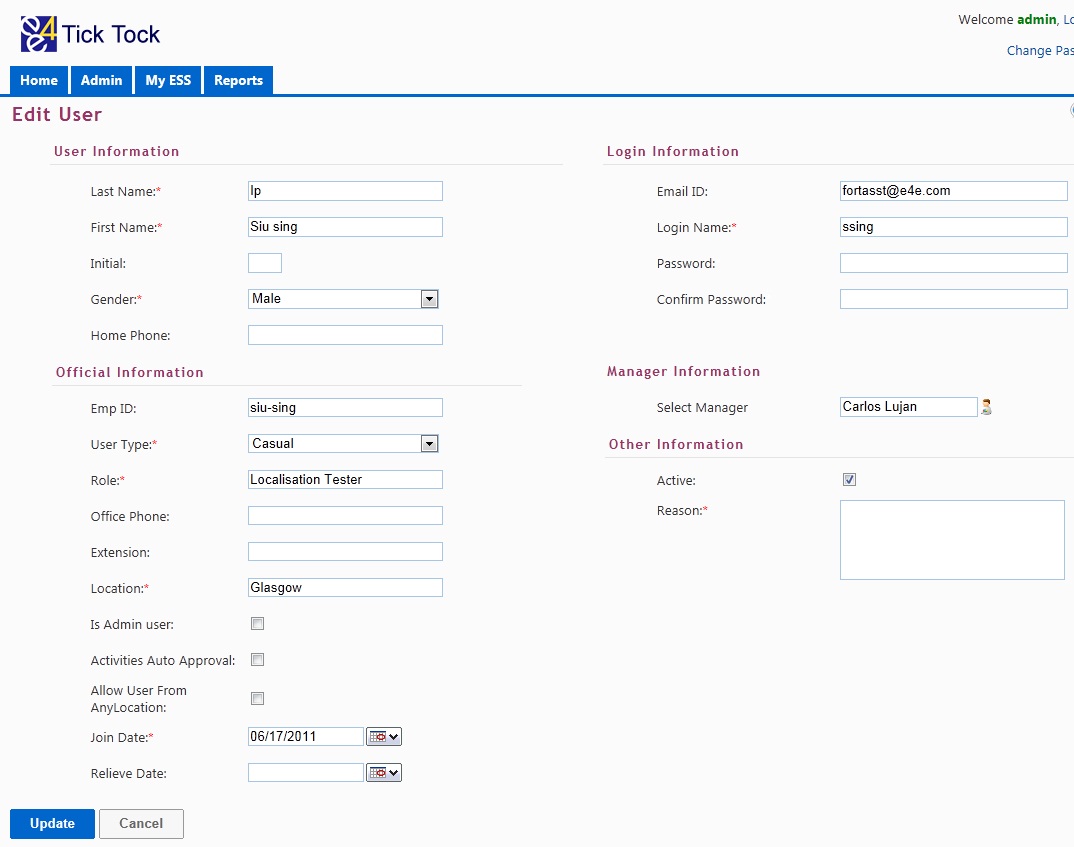 e4e Tick Tock
Welcome admin, Lo
Change Pas
Home Admin My ESS Reports
Edit User
User Information
Last Name:* Ip
First Name:* Siu sing
Initial:
Gender:* Male
Home Phone:
Official Information
Emp ID: siu-sing
User Type:* Casual
Role:* Localisation Tester
Office Phone:
Extension:
Location:* Glasgow
Is Admin user:
Activities Auto Approval:
Allow User From
AnyLocation:
Join Date:* 06/17/2011
Relieve Date:
Login Information
Email ID: fortasst@e4e.com
Login Name:* ssing
Password:
Confirm Password:
Manager Information
Select Manager Carlos Lujan
Other Information
Active:
Reason:*
Update Cancel